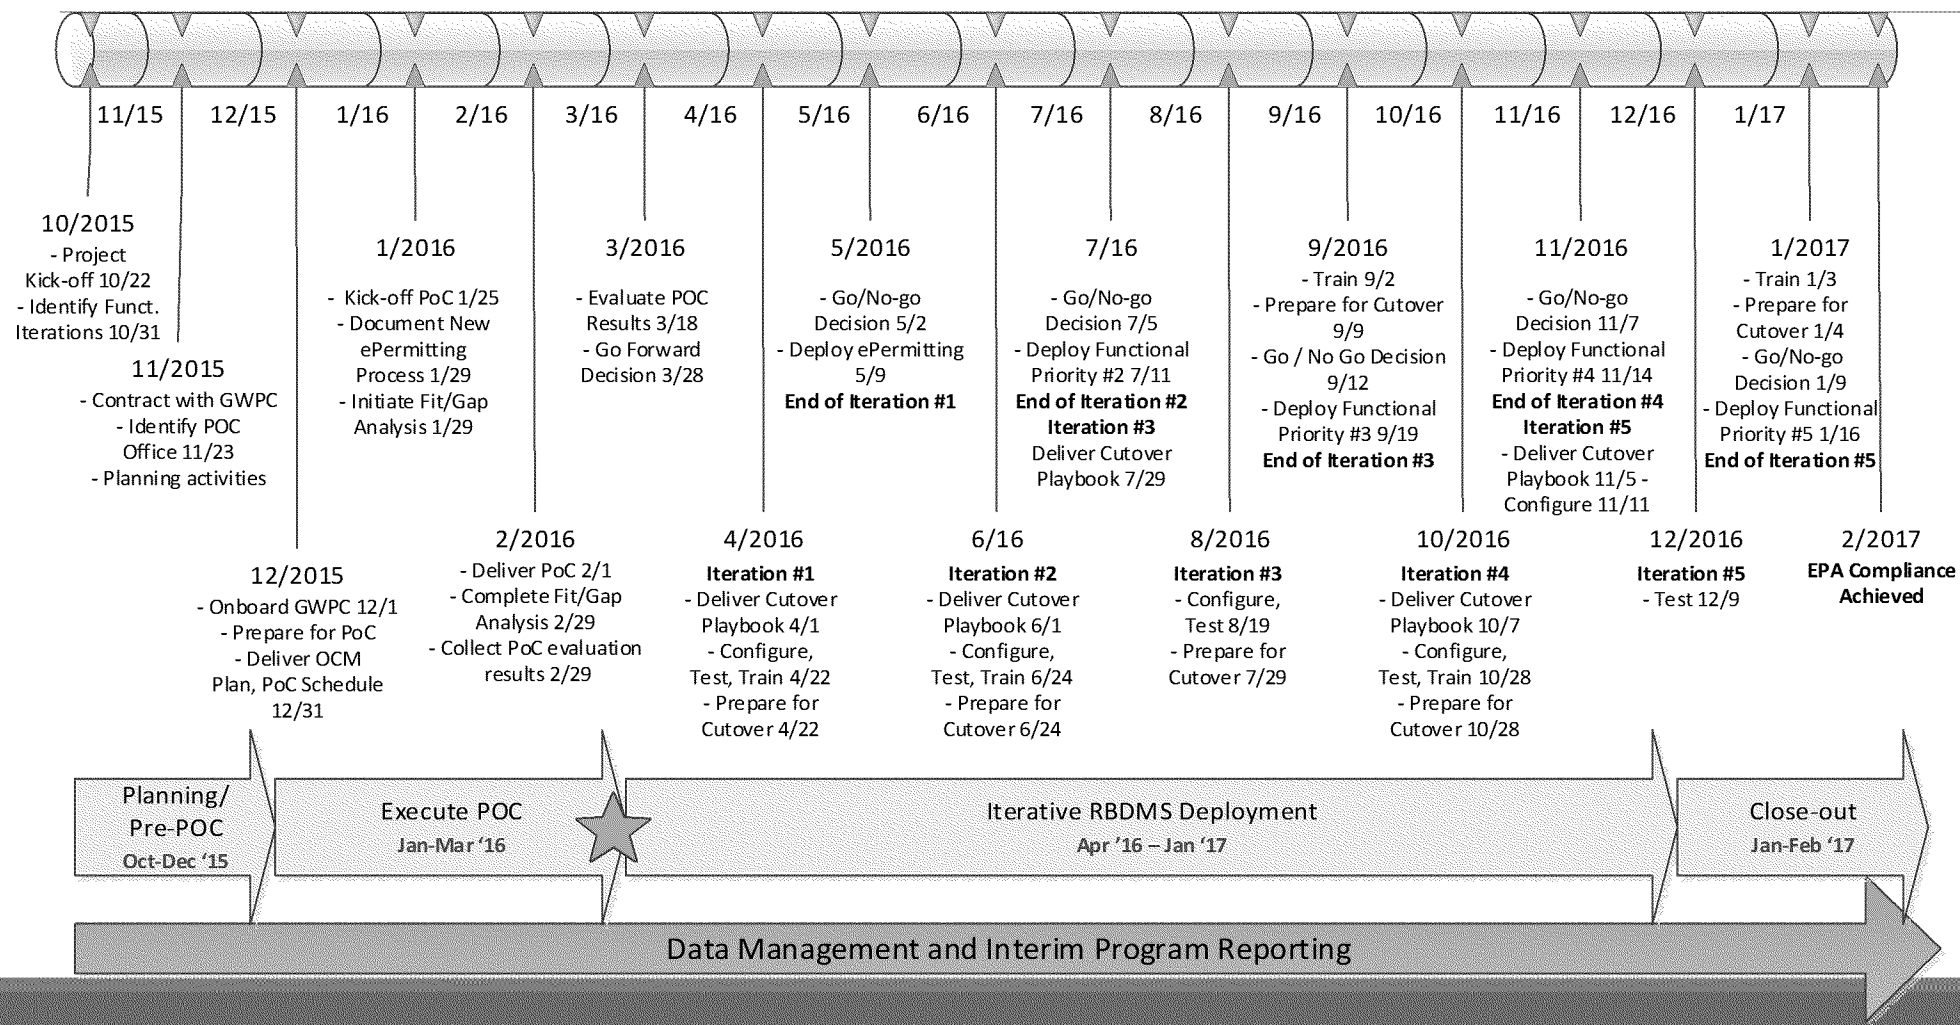 11/15
12/15
1/16
2/16
3/16
4/16
5/16
6/16
7/16
8/16
9/16
10/16
11/16
12/16
1/17
10/2015
- Project
Kick-off 10/22
- Identify Funct.
Iterations 10/31
11/2015
- Contract with GWPC
- Identify POC
Office 11/23
- Planning activities
12/2015
- Onboard GWPC 12/1
- Prepare for PoC
- Deliver OCM
Plan, PoC Schedule
12/31
1/2016
- Kick-off PoC 1/25
- Document New
ePermitting
Process 1/29
- Initiate Fit/Gap
Analysis 1/29
2/2016
- Deliver PoC 2/1
- Complete Fit/Gap
Analysis 2/29
- Collect PoC evaluation
results 2/29
3/2016
- Evaluate POC
Results 3/18
- Go Forward
Decision 3/28
4/2016
Iteration #1
- Deliver Cutover
Playbook 4/1
- Configure,
Test, Train 4/22
- Prepare for
Cutover 4/22
5/2016
- Go/No-go
Decision 5/2
- Deploy ePermitting
5/9
End of Iteration #1
6/16
Iteration #2
- Deliver Cutover
Playbook 6/1
- Configure,
Test, Train 6/24
- Prepare for
Cutover 6/24
7/16
- Go/No-go
Decision 7/5
- Deploy Functional
Priority #2 7/11
End of Iteration #2
Iteration #3
Deliver Cutover
Playbook 7/29
8/2016
Iteration #3
- Configure,
Test 8/19
- Prepare for
Cutover 7/29
9/2016
- Train 9/2
- Prepare for Cutover
9/9
- Go / No Go Decision
9/12
- Deploy Functional
Priority #3 9/19
End of Iteration #3
10/2016
Iteration #4
- Deliver Cutover
Playbook 10/7
- Configure,
Test, Train 10/28
- Prepare for
Cutover 10/28
11/2016
- Go/No-go
Decision 11/7
- Deploy Functional
Priority #4 11/14
End of Iteration #4
Iteration #5
- Deliver Cutover
Playbook 11/5 -
Configure 11/11
12/2016
Iteration #5
- Test 12/9
1/2017
- Train 1/3
- Prepare for
Cutover 1/4
- Go/No-go
Decision 1/9
- Deploy Functional
Priority #5 1/16
End of Iteration #5
2/2017
EPA Compliance
Achieved
Planning/
Pre-POC
Oct-Dec ‘15
Execute POC
Jan-Mar ‘16
Iterative RBDMS Deployment
Apr ’16 – Jan ‘17
Close-out
Jan-Feb ‘17
Data Management and Interim Program Reporting